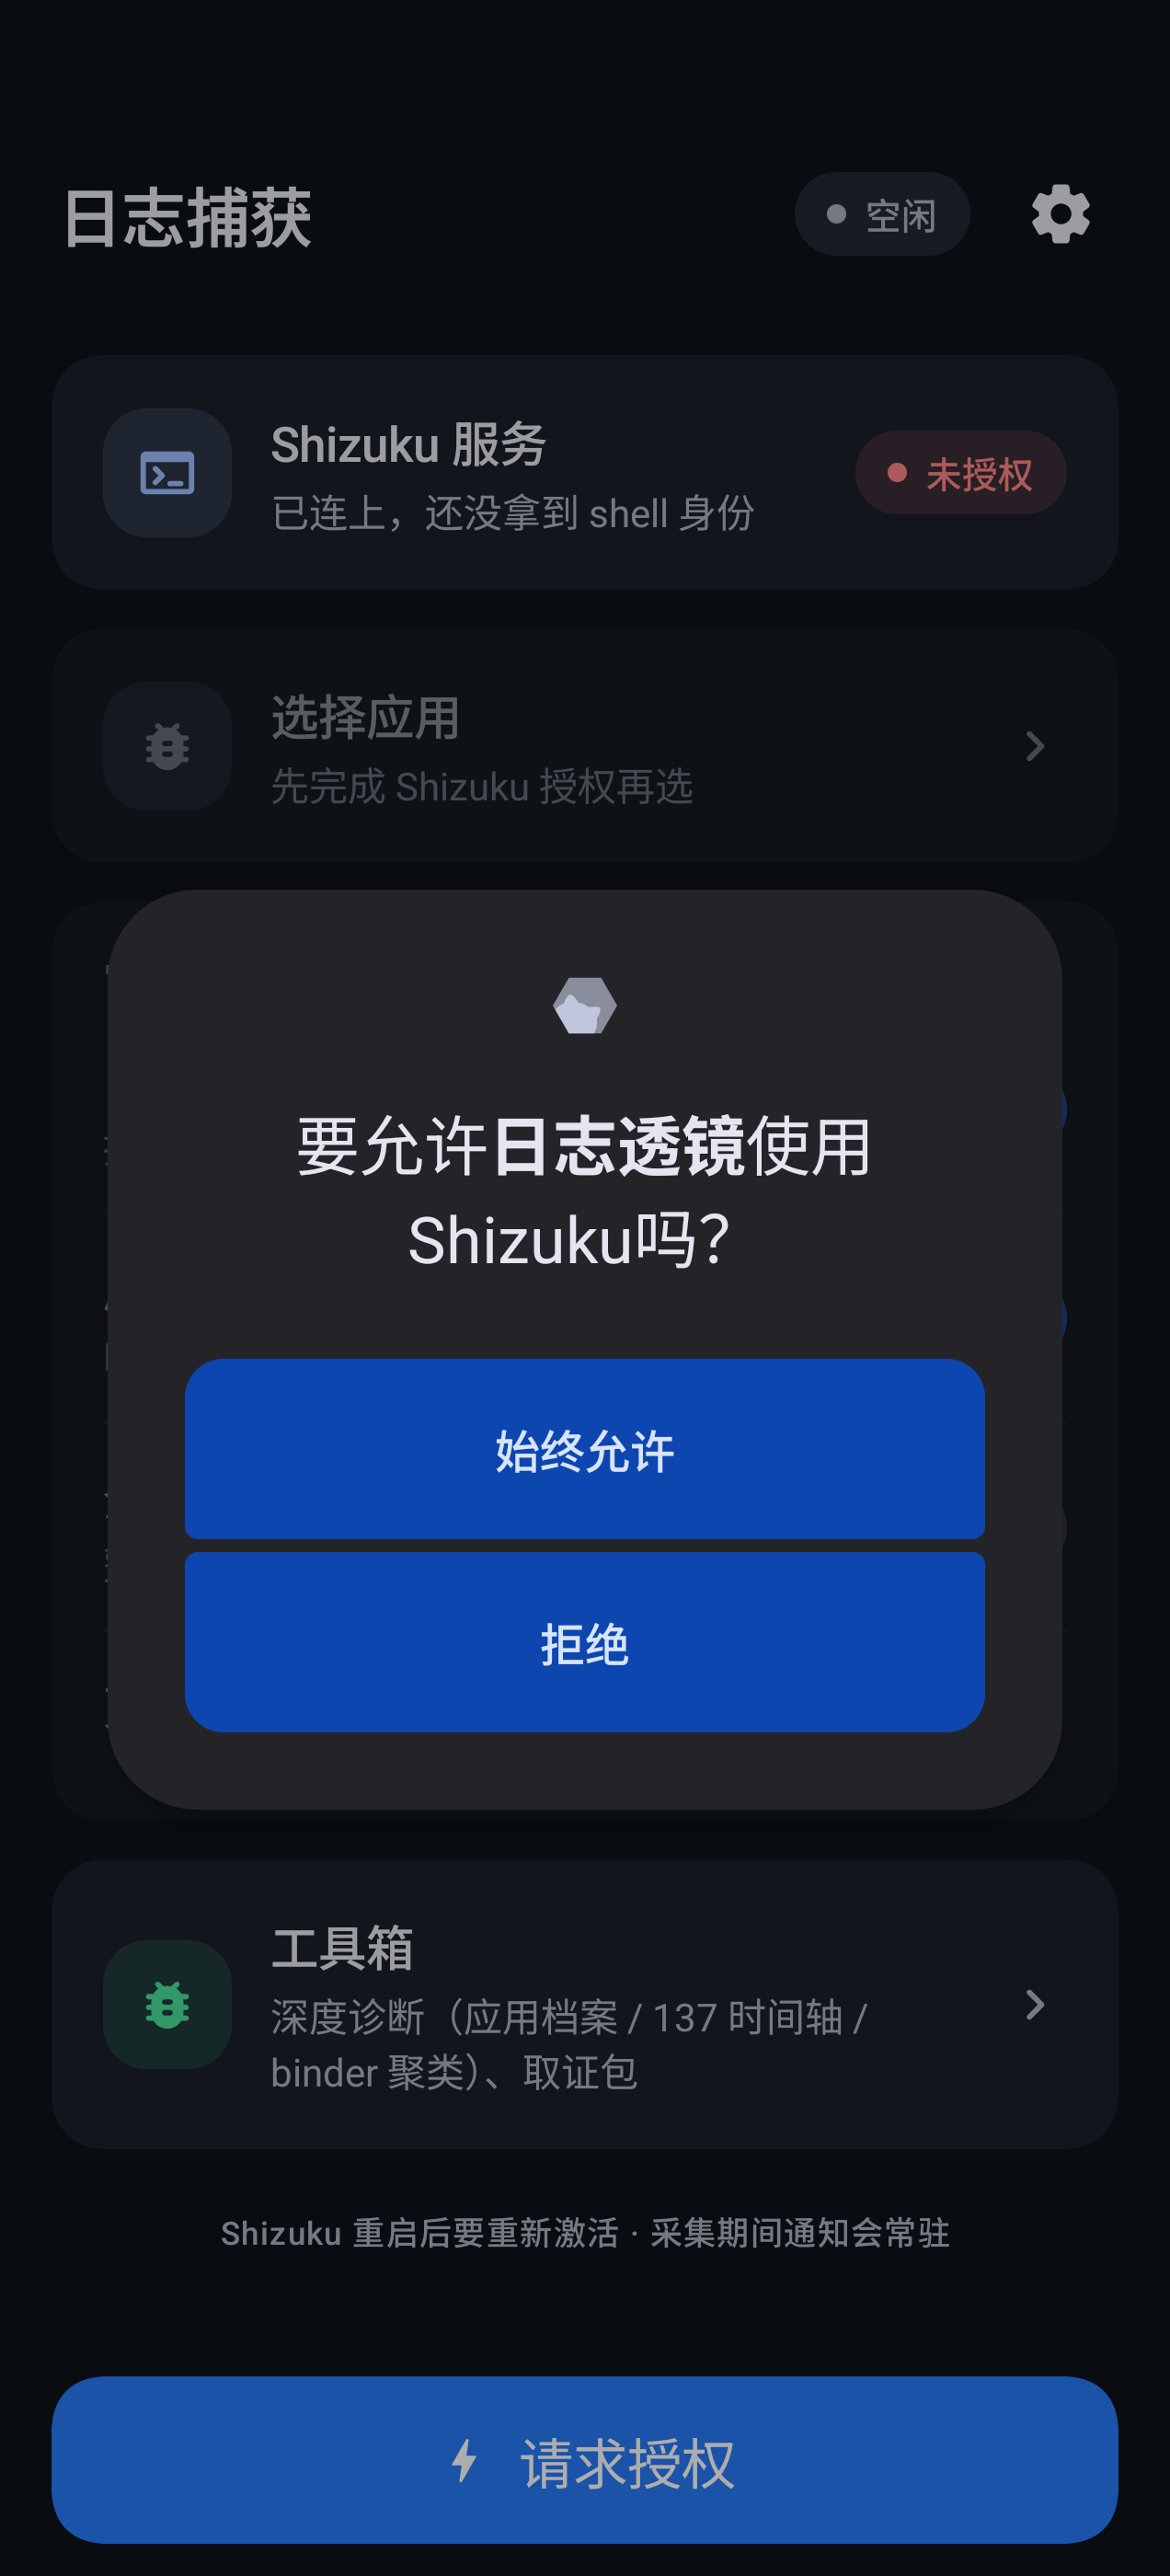 日志捕获
空闲
Shizuku 服务
已连上，还没拿到 shell 身份
未授权
选择应用
先完成 Shizuku 授权再选
要允许日志透镜使用
Shizuku吗？
始终允许
拒绝
工具箱
深度诊断（应用档案 / 137 时间轴 /
binder 聚类）、取证包
Shizuku 重启后要重新激活 · 采集期间通知会常驻
请求授权